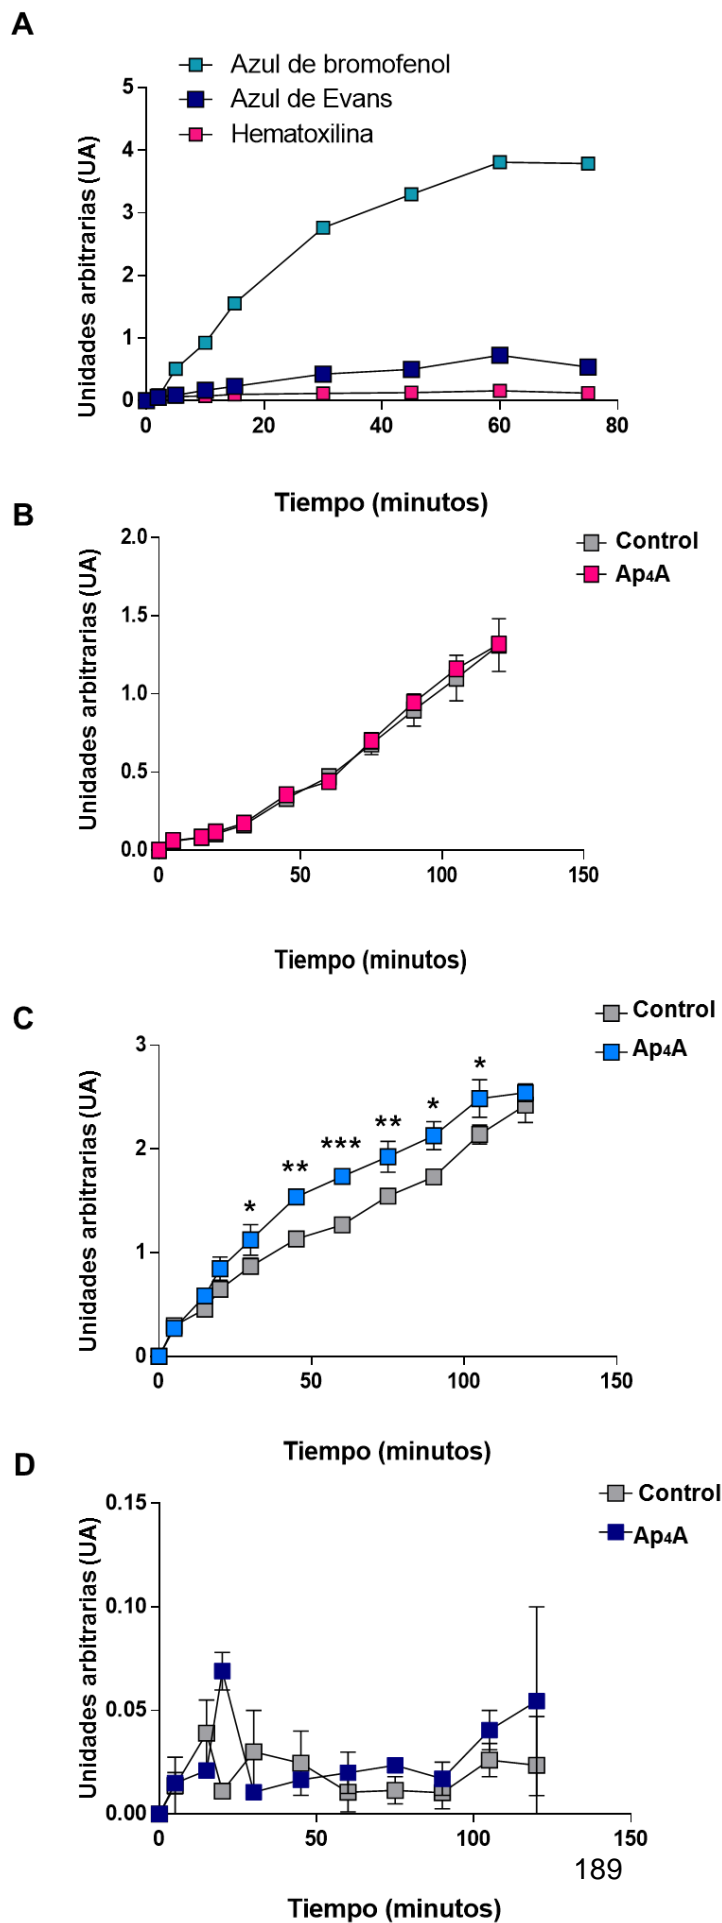 A
Azul de bromofenol
Azul de Evans
Hematoxilina
Unidades arbitrarias (UA)
5
4
3
2
1
0
0 20 40 60 80
Tiempo (minutos)
B
Control
Ap4A
Unidades arbitrarias (UA)
2.0
1.5
1.0
0.5
0.0
0 50 100 150
Tiempo (minutos)
C
Control
Ap4A
Unidades arbitrarias (UA)
3
2
1
0
* ** *** ** * *
0 50 100 150
Tiempo (minutos)
D
Control
Ap4A
Unidades arbitrarias (UA)
0.15
0.10
0.05
0.00
0 50 100 150
189
Tiempo (minutos)